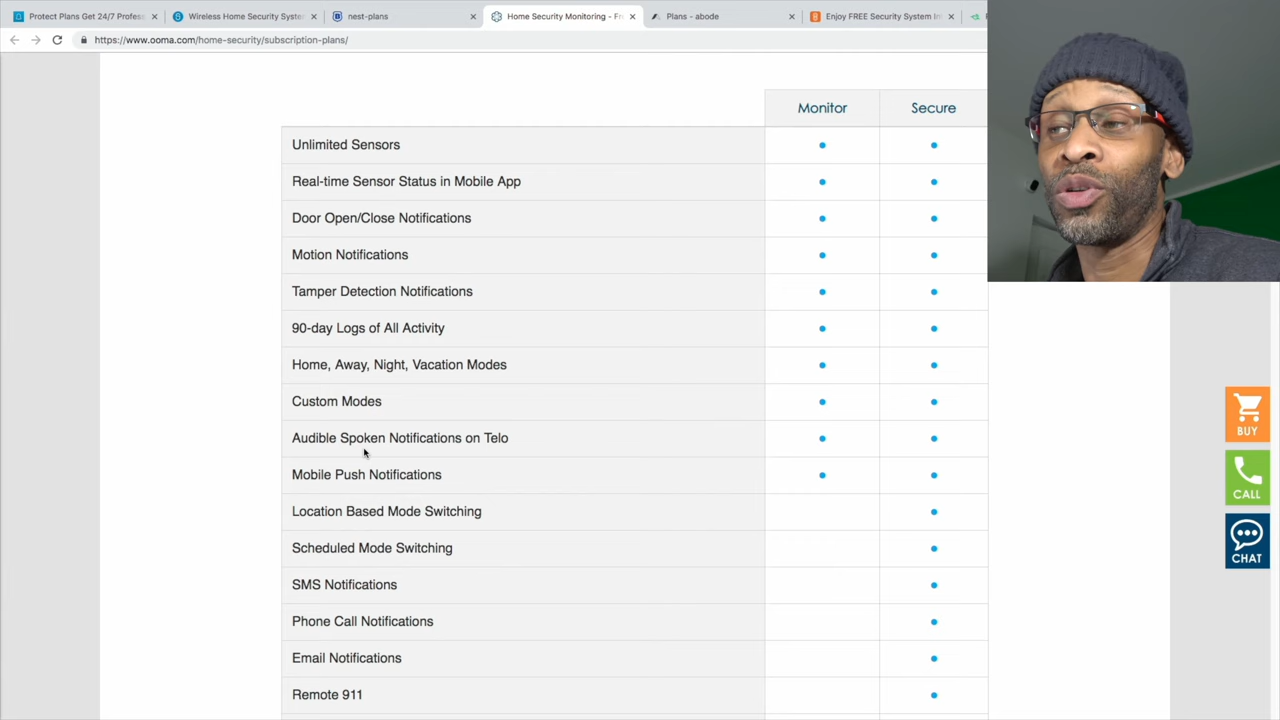 Protect Plans Get 24/7 Profess
Wireless Home Security Syste
nest-plans
Home Security Monitoring - Fr
Plans - abode
Enjoy FREE Security System In
https://www.ooma.com/home-security/subscription-plans/
Monitor
Secure
Unlimited Sensors
Real-time Sensor Status in Mobile App
Door Open/Close Notifications
Motion Notifications
Tamper Detection Notifications
90-day Logs of All Activity
Home, Away, Night, Vacation Modes
Custom Modes
Audible Spoken Notifications on Telo
Mobile Push Notifications
Location Based Mode Switching
Scheduled Mode Switching
SMS Notifications
Phone Call Notifications
Email Notifications
Remote 911
BUY
CALL
CHAT